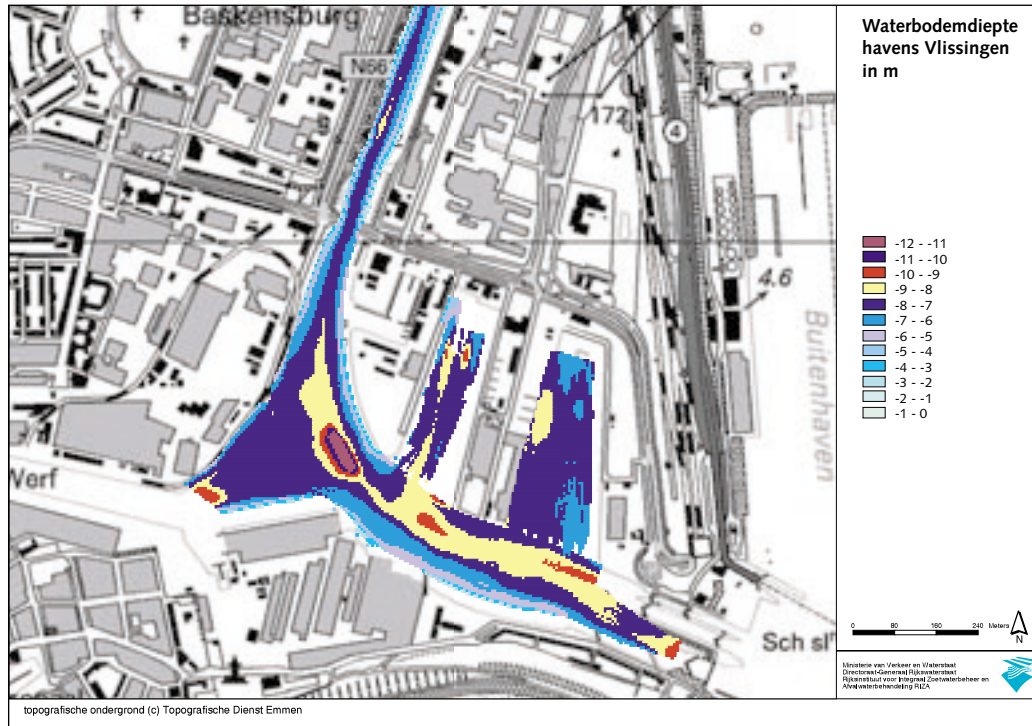 Baskensburg
N66
172
4
4.6
Buitenhaven
Werf
T.
Sch sl'
Waterbodemdiepte
havens Vlissingen
in m
-12 - -11
-11 - -10
-10 - -9
-9 - -8
-8 - -7
-7 - -6
-6 - -5
-5 - -4
-4 - -3
-3 - -2
-2 - -1
-1 - 0
0 80 160 240 Meters
N
Ministerie van Verkeer en Waterstaat
Directoraat-Generaal Rijkswaterstaat
Rijksinstituut voor Integraal Zoetwaterbeheer en
Afvalwaterbehandeling RIZA
topografische ondergrond (c) Topografische Dienst Emmen